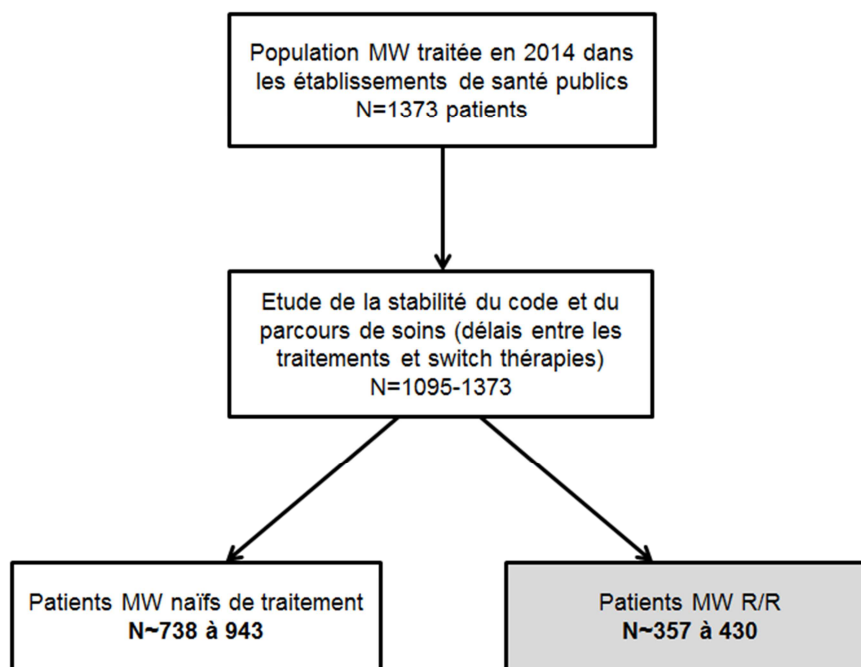 Population MW traitée en 2014 dans
les établissements de santé publics
N=1373 patients
Etude de la stabilité du code et du
parcours de soins (délais entre les
traitements et switch thérapies)
N=1095-1373
Patients MW naïfs de traitement
N~738 à 943
Patients MW R/R
N~357 à 430